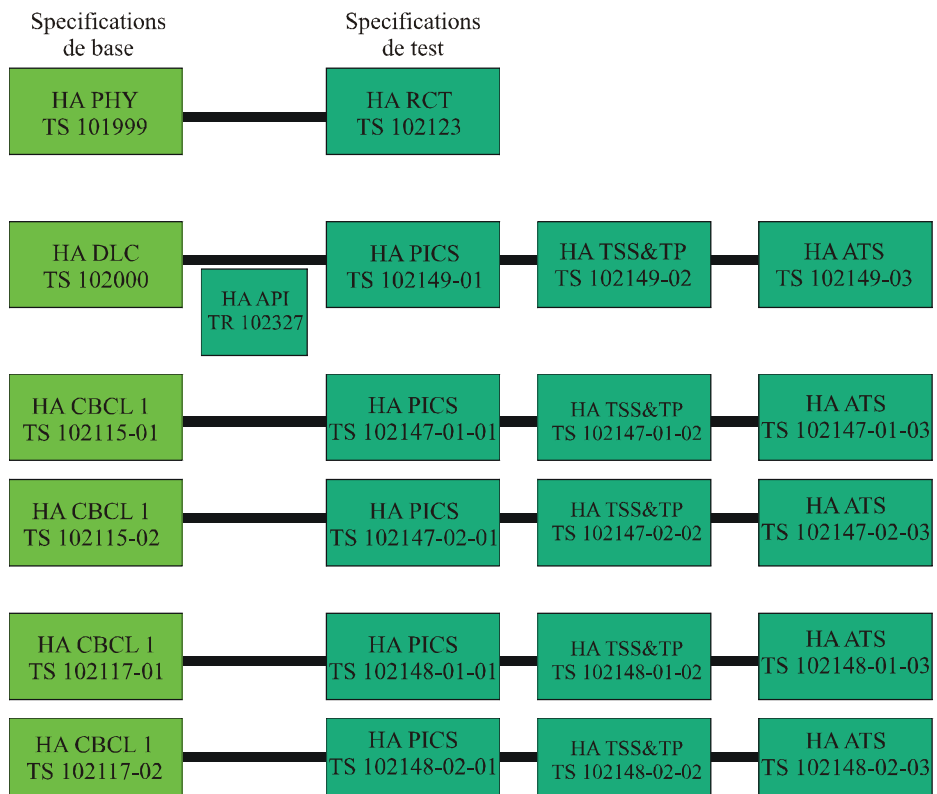 Specifications
de base
Specifications
de test
HA PHY
TS 101999
HA RCT
TS 102123
HA DLC
TS 102000
HA API
TR 102327
HA PICS
TS 102149-01
HA TSS&TP
TS 102149-02
HA ATS
TS 102149-03
HA CBCL 1
TS 102115-01
HA PICS
TS 102147-01-01
HA TSS&TP
TS 102147-01-02
HA ATS
TS 102147-01-03
HA CBCL 1
TS 102115-02
HA PICS
TS 102147-02-01
HA TSS&TP
TS 102147-02-02
HA ATS
TS 102147-02-03
HA CBCL 1
TS 102117-01
HA PICS
TS 102148-01-01
HA TSS&TP
TS 102148-01-02
HA ATS
TS 102148-01-03
HA CBCL 1
TS 102117-02
HA PICS
TS 102148-02-01
HA TSS&TP
TS 102148-02-02
HA ATS
TS 102148-02-03